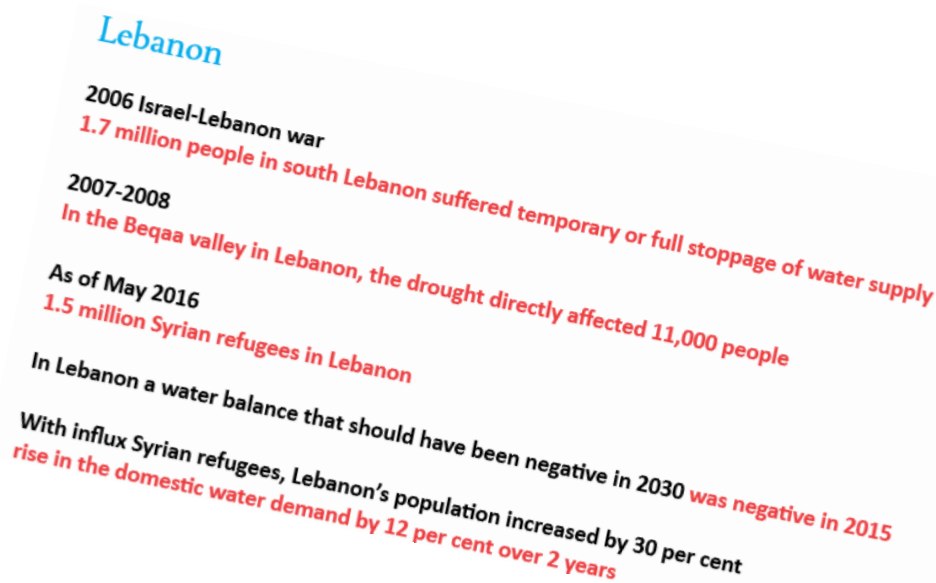 Lebanon
2006 Israel-Lebanon war
1.7 million people in south Lebanon suffered temporary or full stoppage of water supply
2007-2008
In the Beqaa valley in Lebanon, the drought directly affected 11,000 people
As of May 2016
1.5 million Syrian refugees in Lebanon
In Lebanon a water balance that should have been negative in 2030 was negative in 2015
With influx Syrian refugees, Lebanon’s population increased by 30 per cent
rise in the domestic water demand by 12 per cent over 2 years